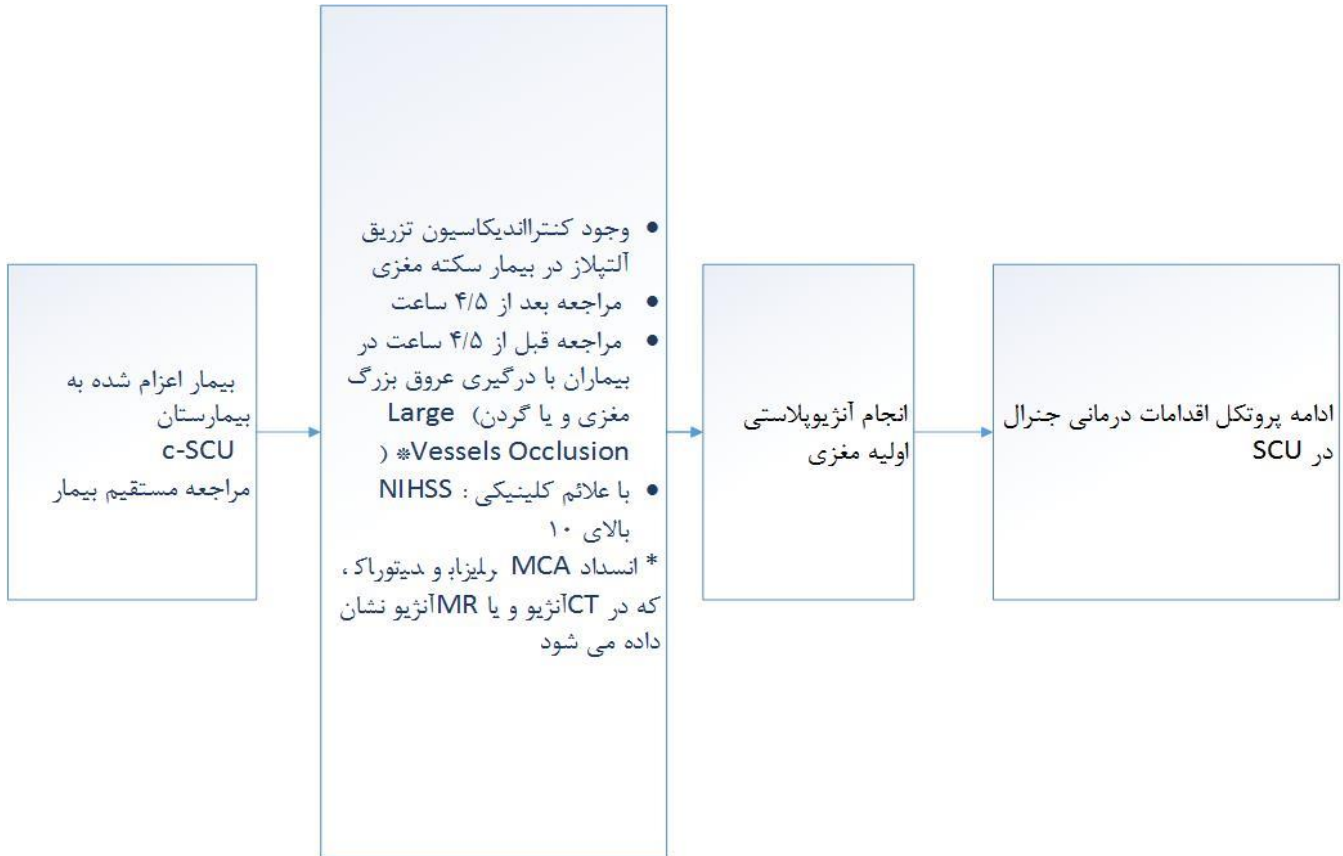 بیمار اعزام شده به
بیمارستان
c-SCU
مراجعه مستقیم بیمار
• وجود کنترااندیکاسیون تزریق
آلتپلاز در بیمار سکته مغزی
• مراجعه بعد از ۴/۵ ساعت
• مراجعه قبل از ۴/۵ ساعت در
بیماران با درگیری عروق بزرگ
مغزی و یا گردن) Large
Vessels Occlusion* (
• با علائم کلینیکی : NIHSS
بالای ۱۰
* انسداد MCA ،
که در CTآنژیو و یا MRآنژیو نشان
داده می شود
انجام آنژیوپلاستی
اولیه مغزی
ادامه پروتکل اقدامات درمانی جنرال
در SCU